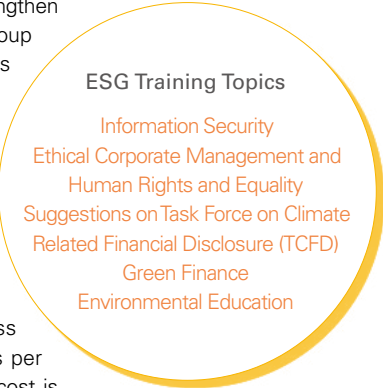 ngthen
oup
s
ESG Training Topics
Information Security
Ethical Corporate Management and
Human Rights and Equality
Suggestions on Task Force on Climate
Related Financial Disclosure (TCFD)
Green Finance
Environmental Education
ss
s per
cost is